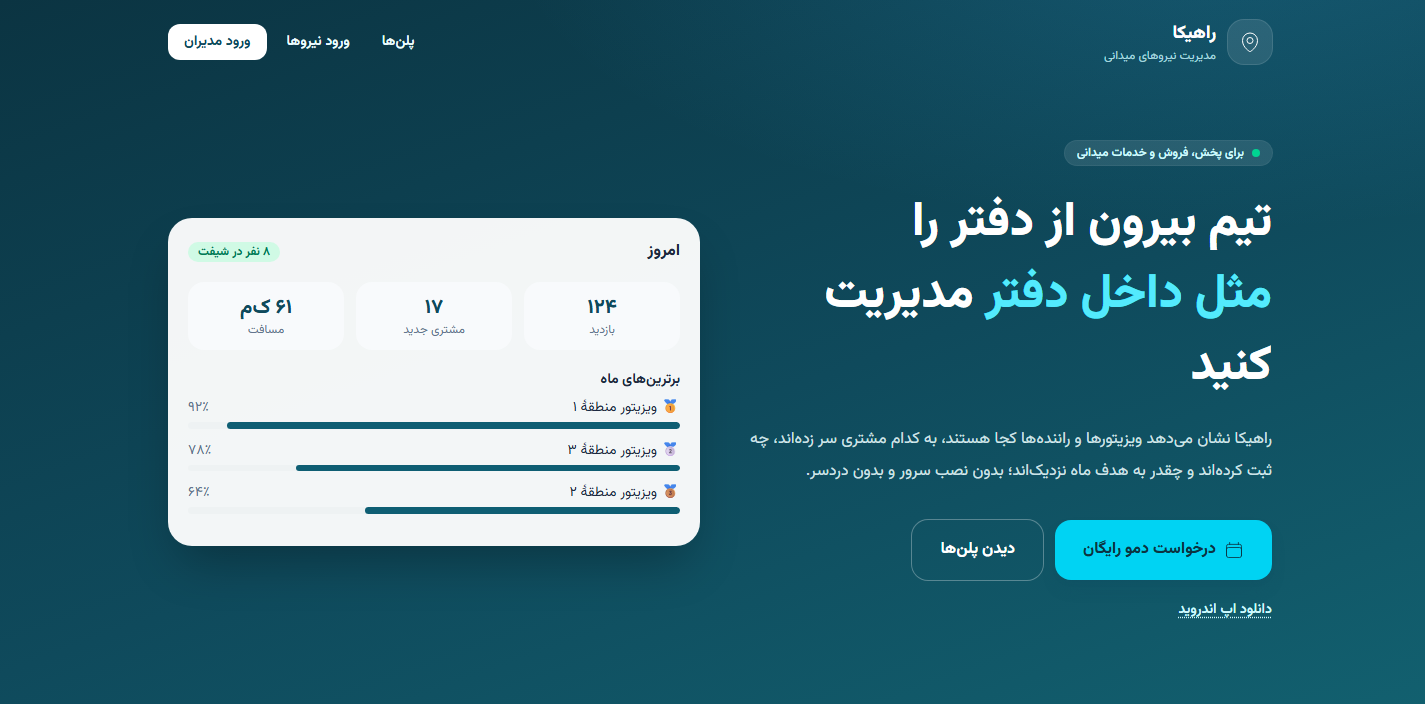 راهیکا
مدیریت نیروهای میدانی
پلن‌ها
ورود نیروها
ورود مدیران
برای پخش، فروش و خدمات میدانی
تیم بیرون از دفتر را
مثل داخل دفتر مدیریت
کنید
راهیکا نشان می‌دهد ویزیتورها و راننده‌ها کجا هستند، به کدام مشتری سر زده‌اند، چه
ثبت کرده‌اند و چقدر به هدف ماه نزدیک‌اند؛ بدون نصب سرور و بدون دردسر.
درخواست دمو رایگان
دیدن پلن‌ها
دانلود اپ اندروید
امروز
۸ نفر در شیفت
۱۲۴
بازدید
۱۷
مشتری جدید
۶۱ ک‌م
مسافت
برترین‌های ماه
🥇 ویزیتور منطقهٔ ۱
۹۲٪
🥈 ویزیتور منطقهٔ ۳
۷۸٪
🥉 ویزیتور منطقهٔ ۲
۶۴٪